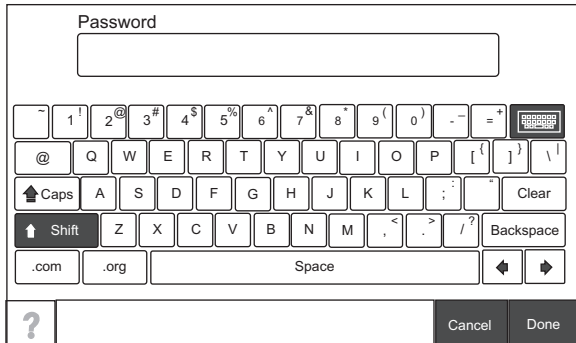 Password
~ 1 ! 2 @ 3 # 4 $ 5 % 6 ^ 7 & 8 * 9 ( 0 ) - _ = +
@ Q W E R T Y U I O P [ { ] } \ |
Caps A S D F G H J K L ; : " Clear
Shift Z X C V B N M , < . > / ? Backspace
.com .org Space
? Cancel Done